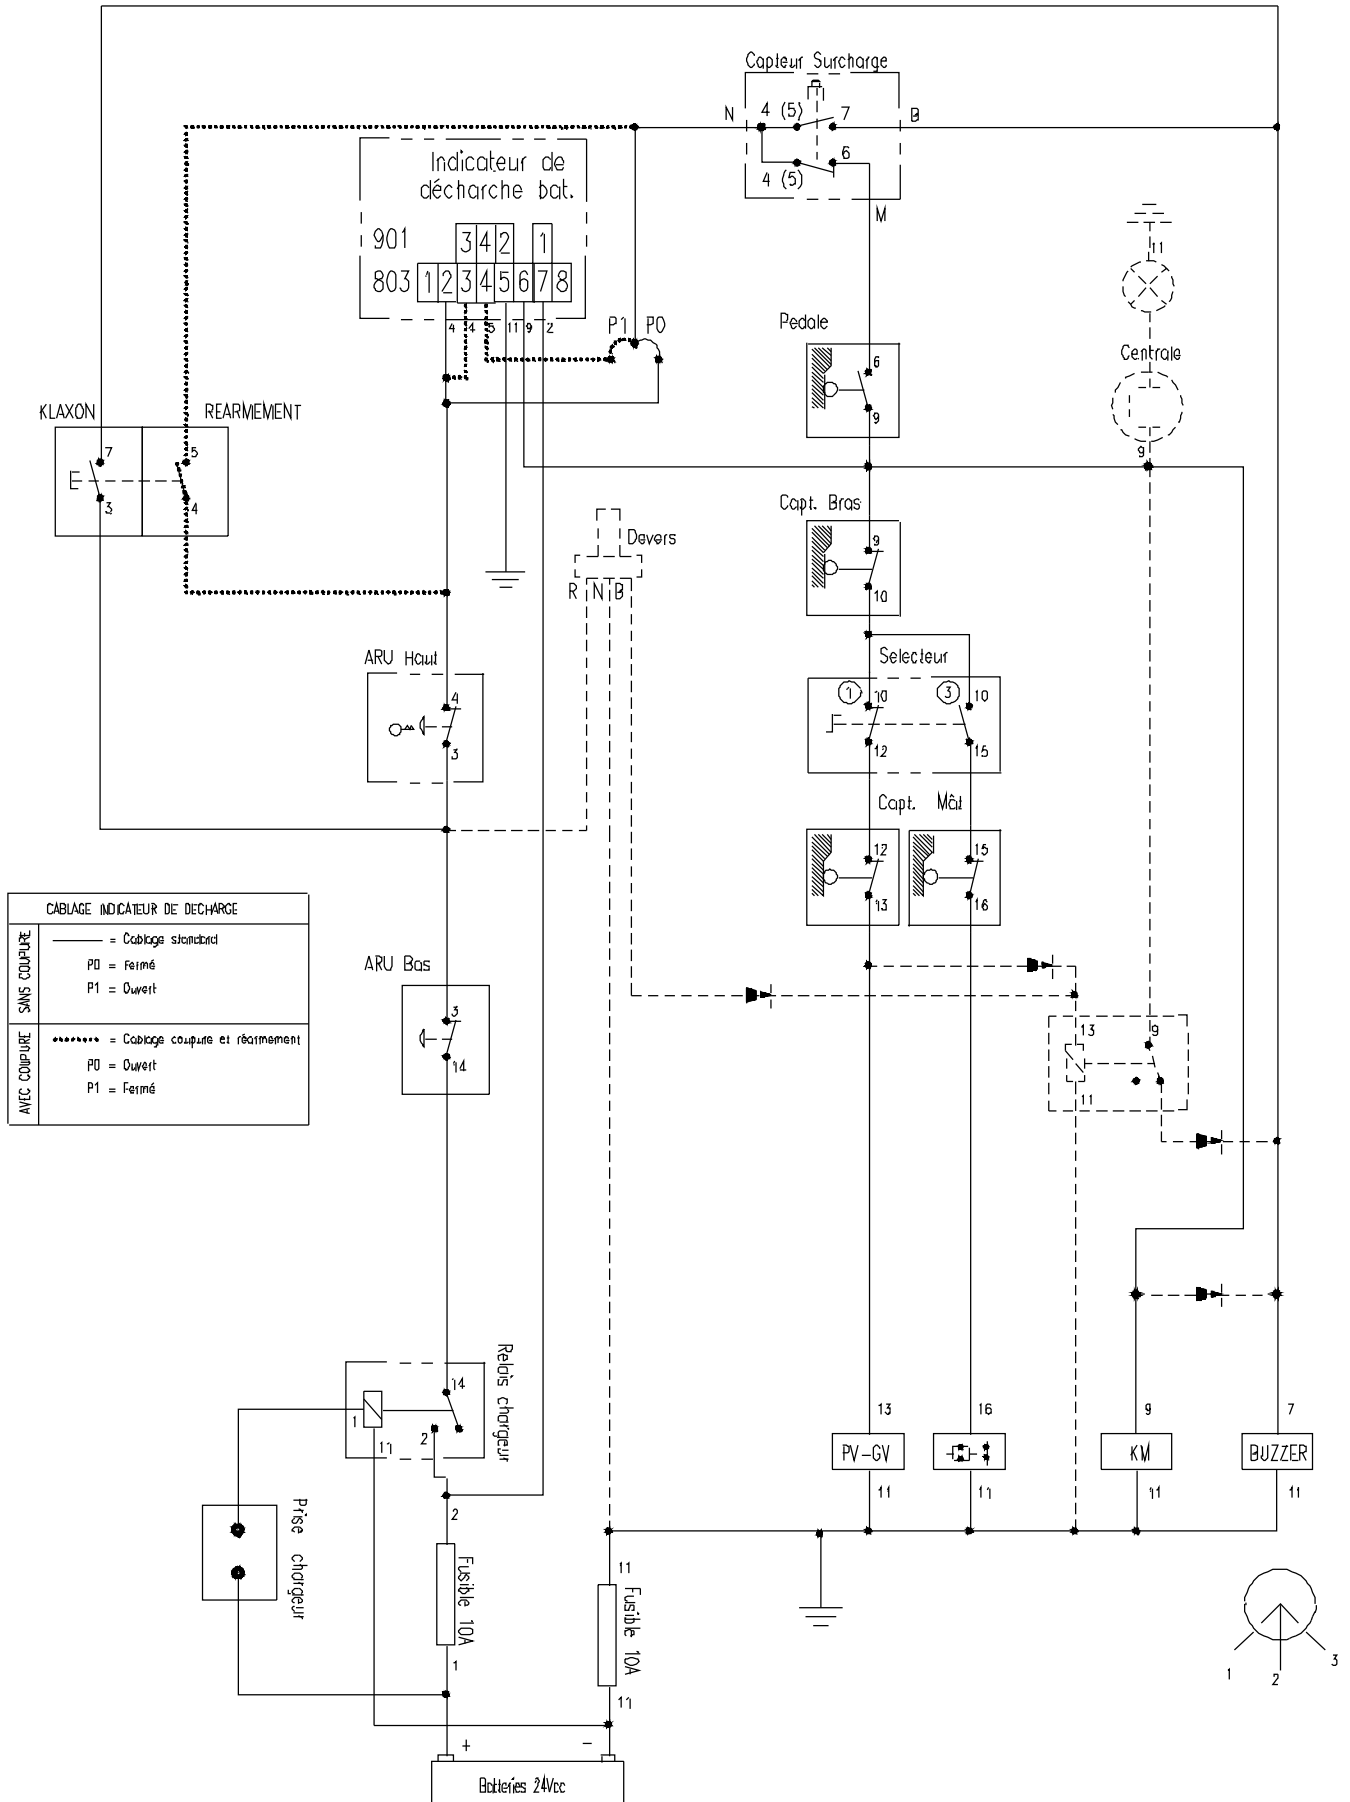 Capteur Surcharge
N
4 (5)
7
B
6
4 (5)
M
Indicateur de
décharche bat.
901
3 4 2 1
803
1 2 3 4 5 6 7 8
4 4 5 11 9 2
P1 P0
11
Pedale
6
9
Centrale
9
KLAXON
REARMEMENT
7
5
3
4
Capt. Bras
9
10
Devers
R N B
ARU Haut
4
3
Selecteur
1
10
3
10
12
15
Capt. Mât
12
15
13
16
CABLAGE INDICATEUR DE DECHARGE
SANS COUPURE
= Cablage standard
P0 = Fermé
P1 = Ouvert
AVEC COUPURE
= Cablage coupure et réarmement
P0 = Ouvert
P1 = Fermé
ARU Bas
3
14
13
9
11
Relais chargeur
14
1
2
11
2
Prise chargeur
Fusible 10A
1
11
Fusible 10A
11
13
16
9
7
PV-GV
KM
BUZZER
11
11
11
11
1
2
3
+
-
Batteries 24Vcc